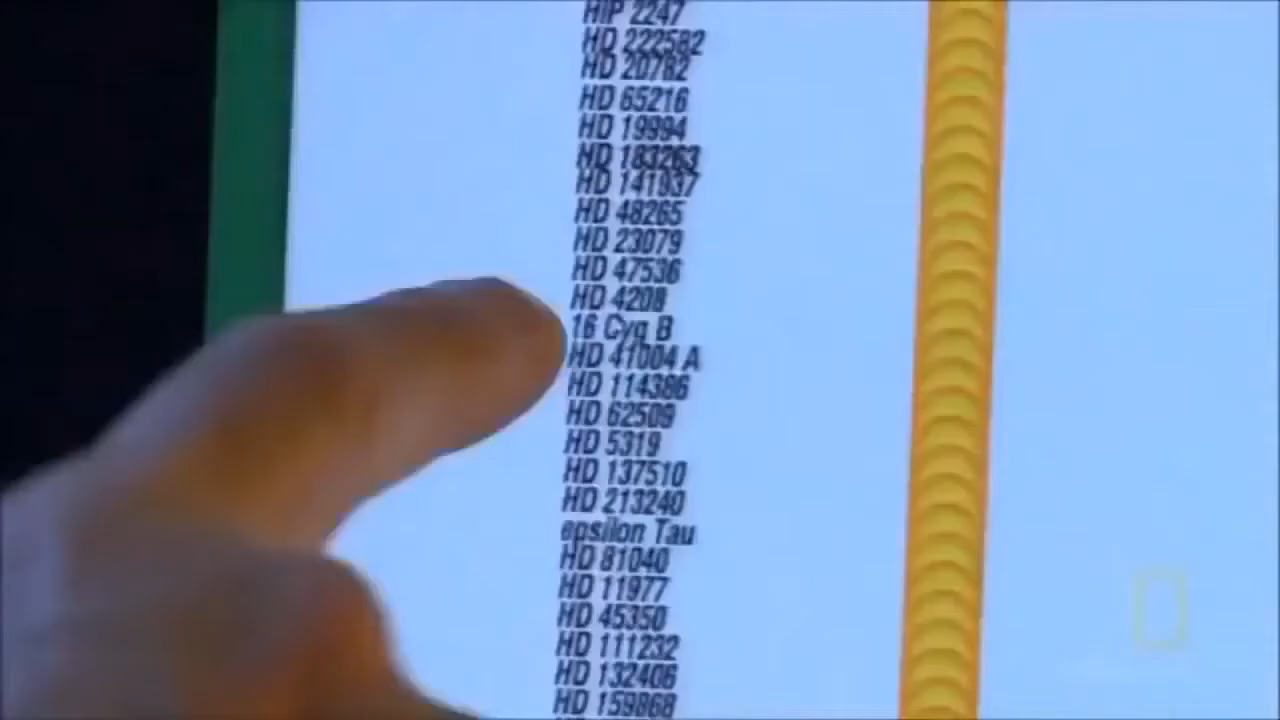 HIP 2247
HD 222582
HD 20782
HD 65216
HD 19994
HD 183263
HD 141937
HD 48265
HD 23079
HD 47536
HD 4208
16 Cyg B
HD 41004 A
HD 114386
HD 62509
HD 5319
HD 137510
HD 213240
epsilon Tau
HD 81040
HD 11977
HD 45350
HD 111232
HD 132406
HD 159868